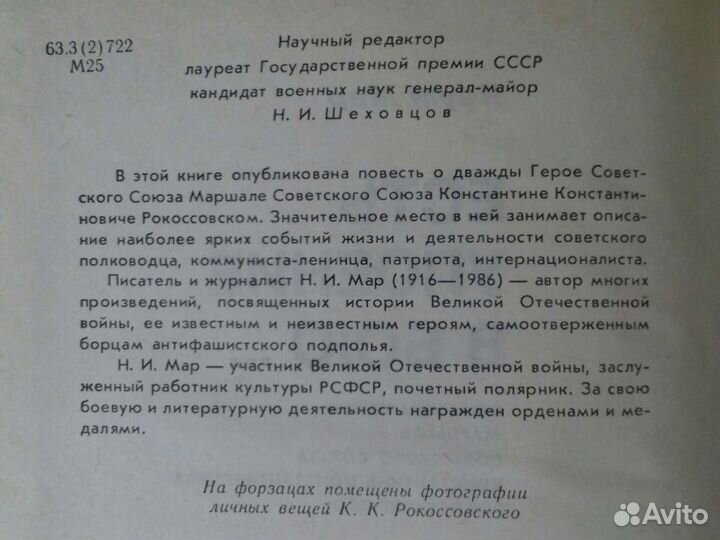 63.3(2)722
М25
Научный редактор
лауреат Государственной премии СССР
кандидат военных наук генерал-майор
Н. И. Шеховцов
В этой книге опубликована повесть о дважды Герое Совет-
ского Союза Маршале Советского Союза Константине Константи-
новиче Рокоссовском. Значительное место в ней занимает описа-
ние наиболее ярких событий жизни и деятельности советского
полководца, коммуниста-ленинца, патриота, интернационалиста.
Писатель и журналист Н. И. Мар (1916—1986) — автор многих
произведений, посвященных истории Великой Отечественной
войны, ее известным и неизвестным героям, самоотверженным
борцам антифашистского подполья.
Н. И. Мар — участник Великой Отечественной войны, заслу-
женный работник культуры РСФСР, почетный полярник. За свою
боевую и литературную деятельность награжден орденами и ме-
далями.
На форзацах помещены фотографии
личных вещей К. К. Рокоссовского
Avito